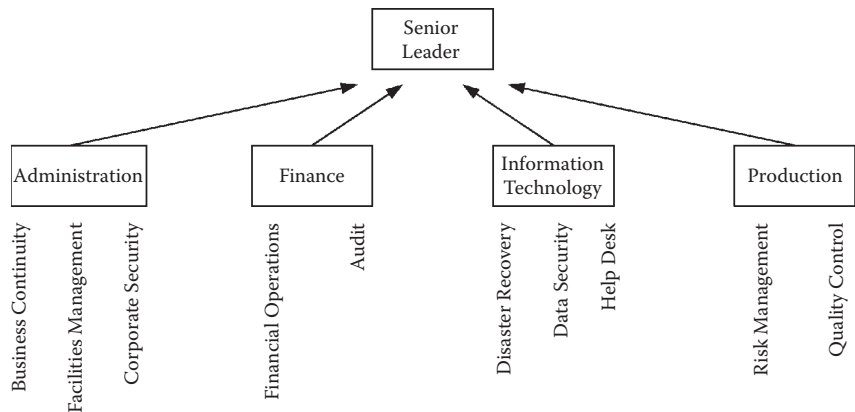 Senior
Leader
Administration
Finance
Information
Technology
Production
Business Continuity
Facilities Management
Corporate Security
Financial Operations
Audit
Disaster Recovery
Data Security
Help Desk
Risk Management
Quality Control